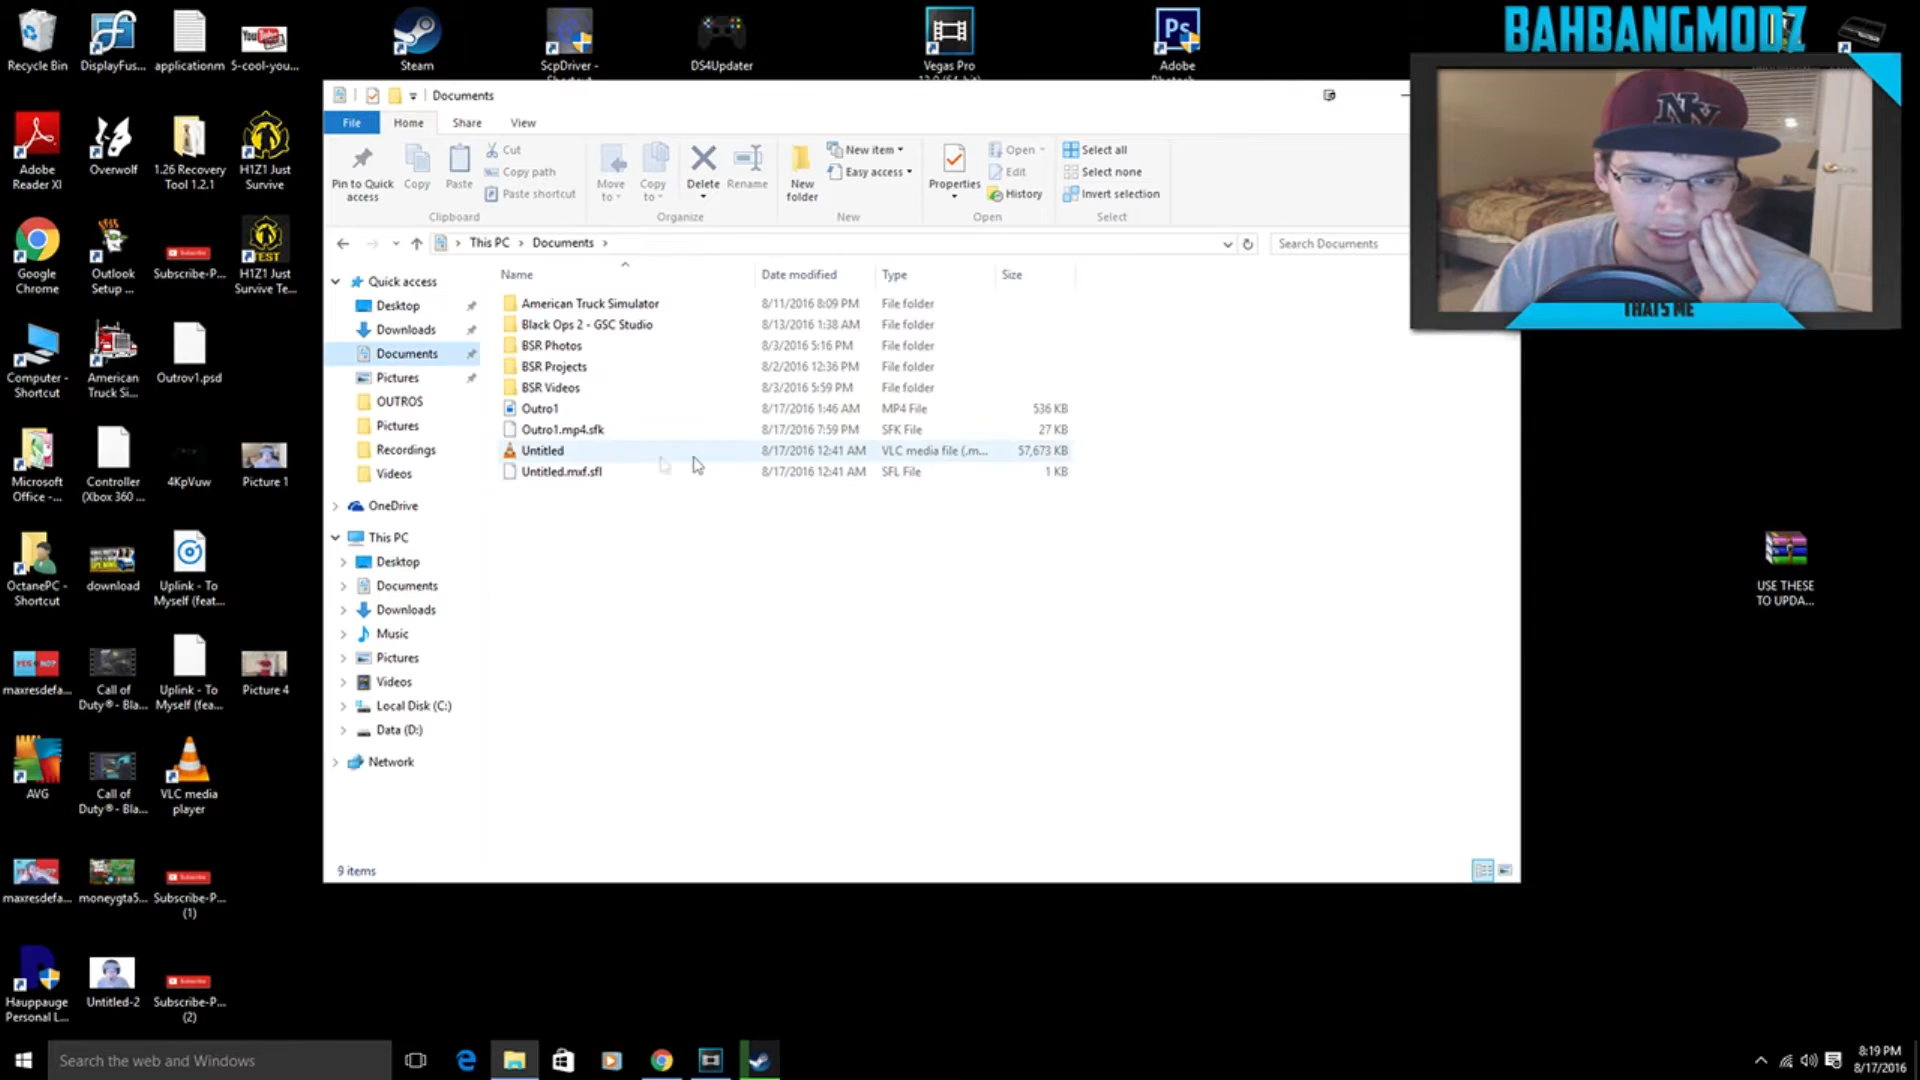 Recycle Bin
DisplayFus...
applicationm
5-cool-you...
Steam
ScpDriver -
DS4Updater
Vegas Pro
Ps
Adobe
BAHBANGMODZ
THATS ME
Adobe
Reader XI
Overwolf
1.26 Recovery
Tool 1.2.1
H1Z1 Just
Survive
Google
Chrome
Outlook
Setup ...
Subscribe-P...
TEST
H1Z1 Just
Survive Te...
Computer -
Shortcut
American
Truck Si...
Outrov1.psd
Microsoft
Office -...
Controller
(Xbox 360 ...
4KpVuw
Picture 1
OctanePC -
Shortcut
download
Uplink - To
Myself (feat...
maxresdefa...
Call of
Duty® - Bla...
Uplink - To
Myself (fea...
Picture 4
AVG
Call of
Duty® - Bla...
VLC media
player
maxresdefa...
moneygta5...
Subscribe-P...
(1)
Hauppauge
Personal L...
Untitled-2
Subscribe-P...
(2)
USE THESE
TO UPDA...
Documents
File Home Share View
Pin to Quick
access
Copy
Paste
Cut
Copy path
Paste shortcut
Clipboard
Move
to
Copy
to
Delete
Rename
Organize
New
folder
New item
Easy access
New
Properties
Open
Edit
History
Open
Select all
Select none
Invert selection
Select
This PC > Documents >
Search Documents
Quick access
Desktop
Downloads
Documents
Pictures
OUTROS
Pictures
Recordings
Videos
OneDrive
This PC
Desktop
Documents
Downloads
Music
Pictures
Videos
Local Disk (C:)
Data (D:)
Network
Name Date modified Type Size
American Truck Simulator 8/11/2016 8:09 PM File folder
Black Ops 2 - GSC Studio 8/13/2016 1:38 AM File folder
BSR Photos 8/3/2016 5:16 PM File folder
BSR Projects 8/2/2016 12:36 PM File folder
BSR Videos 8/3/2016 5:59 PM File folder
Outro1 8/17/2016 1:46 AM MP4 File 536 KB
Outro1.mp4.sfk 8/17/2016 7:59 PM SFK File 27 KB
Untitled 8/17/2016 12:41 AM VLC media file (.m... 57,673 KB
Untitled.mxf.sfl 8/17/2016 12:41 AM SFL File 1 KB
9 items
Search the web and Windows
8:19 PM
8/17/2016